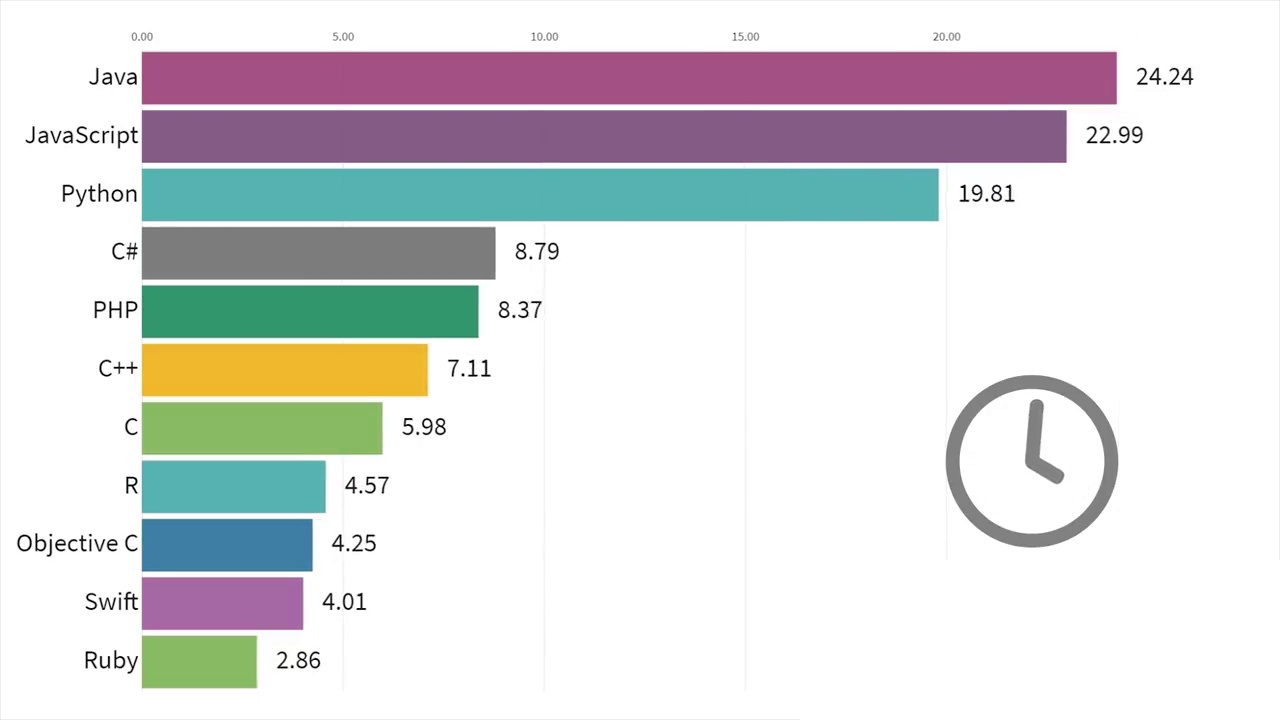 0.00 5.00 10.00 15.00 20.00
Java 24.24
JavaScript 22.99
Python 19.81
C# 8.79
PHP 8.37
C++ 7.11
C 5.98
R 4.57
Objective C 4.25
Swift 4.01
Ruby 2.86